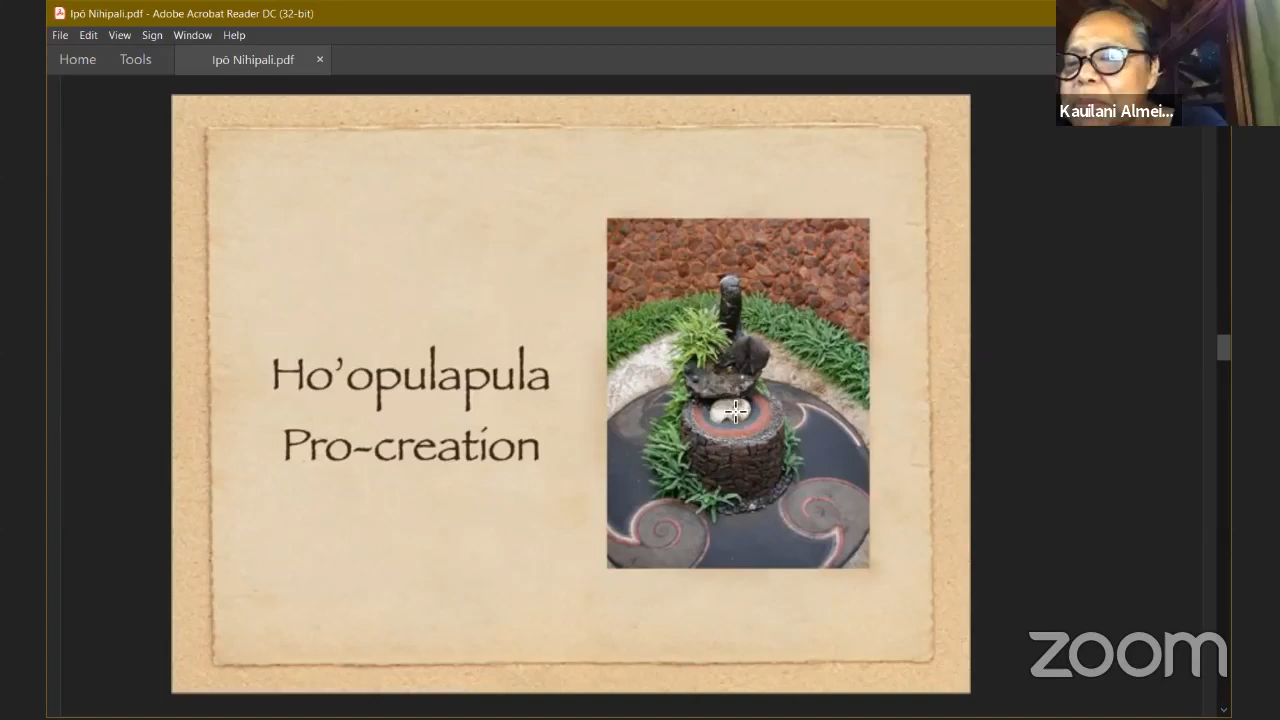 Ipō Nihipali.pdf - Adobe Acrobat Reader DC (32-bit)
File Edit View Sign Window Help
Home Tools Ipō Nihipali.pdf ×
Kauilani Almei...
Ho'opulapula
Pro-creation
zoom